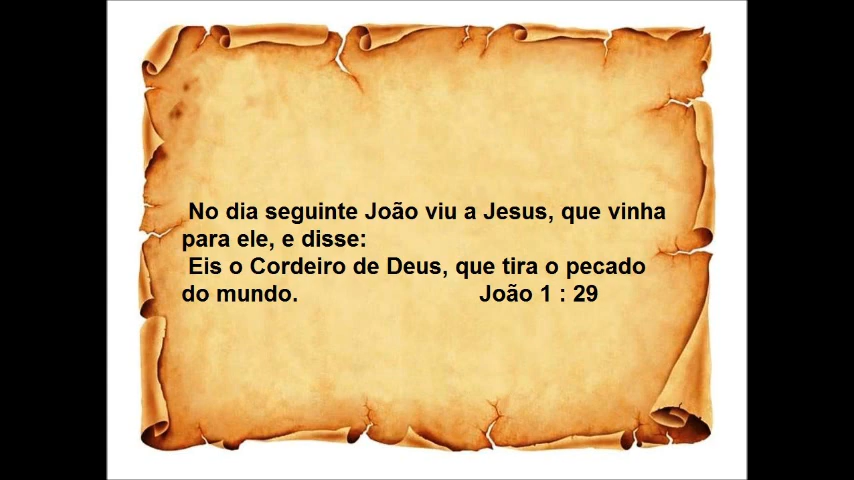 No dia seguinte João viu a Jesus, que vinha
para ele, e disse:
Eis o Cordeiro de Deus, que tira o pecado
do mundo. João 1 : 29